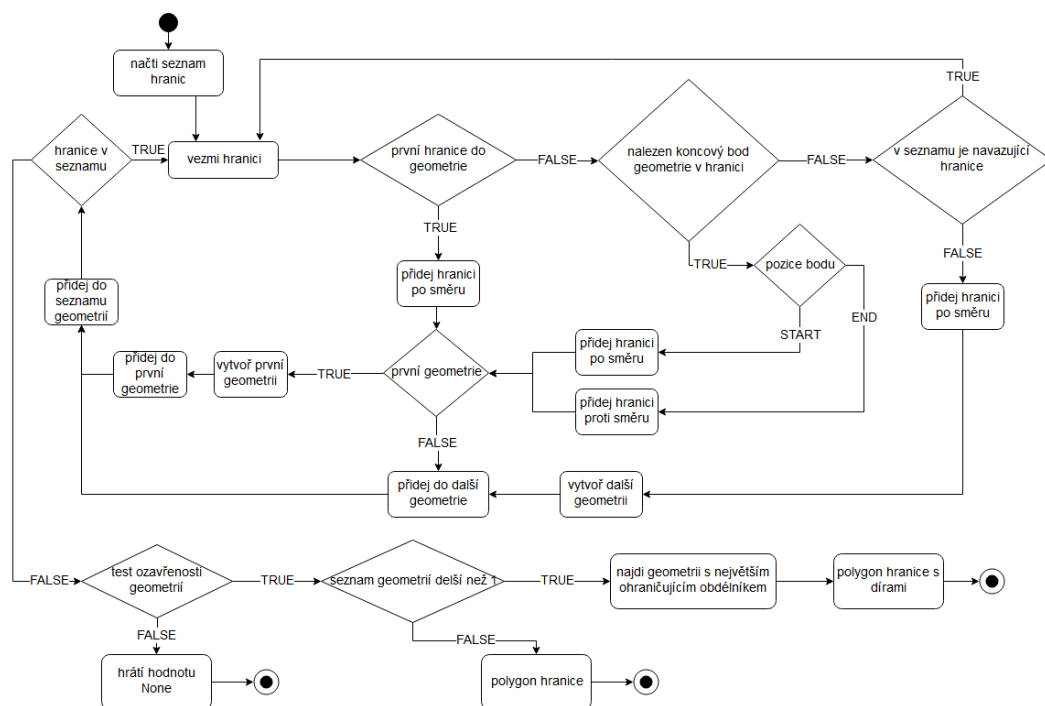 načti seznam
hranic
TRUE
hranice v
seznamu
TRUE
vezmi hranici
první hranice do
geometrie
FALSE
nalezen koncový bod
geometrie v hranici
FALSE
v seznamu je navazující
hranice
TRUE
TRUE
pozice bodu
FALSE
přidej hranici
po směru
přidej do
seznamu
geometrií
přidej hranici
po směru
END
START
přidej hranici
po směru
přidej do
první
geometrie
vytvoř první
geometrii
TRUE
první geometrie
přidej hranici
proti směru
FALSE
přidej do další
geometrie
vytvoř další
geometrii
FALSE
test ozavřenosti
geometrií
TRUE
seznam geometrií delší než 1
TRUE
najdi geometrii s největším
ohraničujícím obdélníkem
polygon hranice s
dírami
FALSE
FALSE
hrátí hodnotu
None
polygon hranice